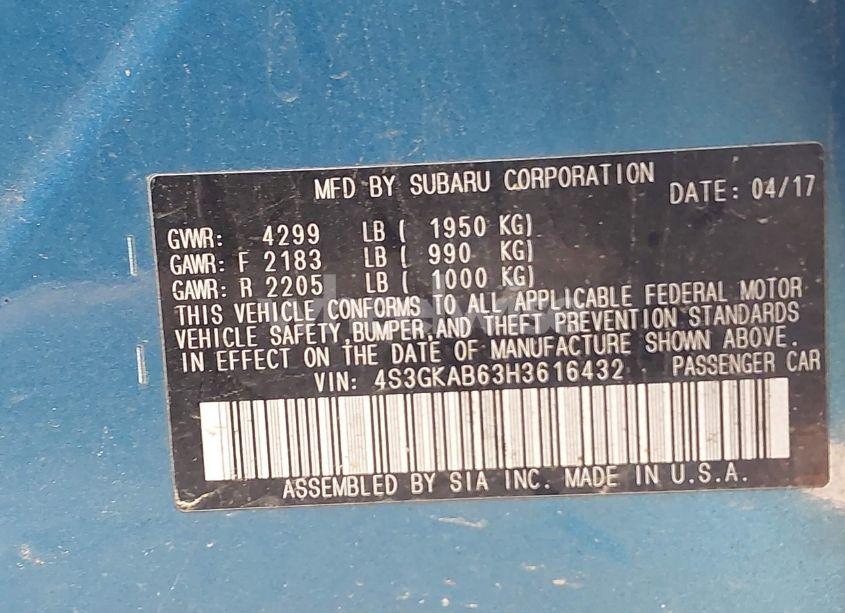 MFD BY SUBARU CORPORATION DATE: 04/17
GVWR: 4299 LB ( 1950 KG)
GAWR: F 2183 LB ( 990 KG)
GAWR: R 2205 LB ( 1000 KG)
THIS VEHICLE CONFORMS TO ALL APPLICABLE FEDERAL MOTOR
VEHICLE SAFETY, BUMPER, AND THEFT PREVENTION STANDARDS
IN EFFECT ON THE DATE OF MANUFACTURE SHOWN ABOVE.
VIN: 4S3GKAB63H3616432 PASSENGER CAR
ASSEMBLED BY SIA INC. MADE IN U.S.A.